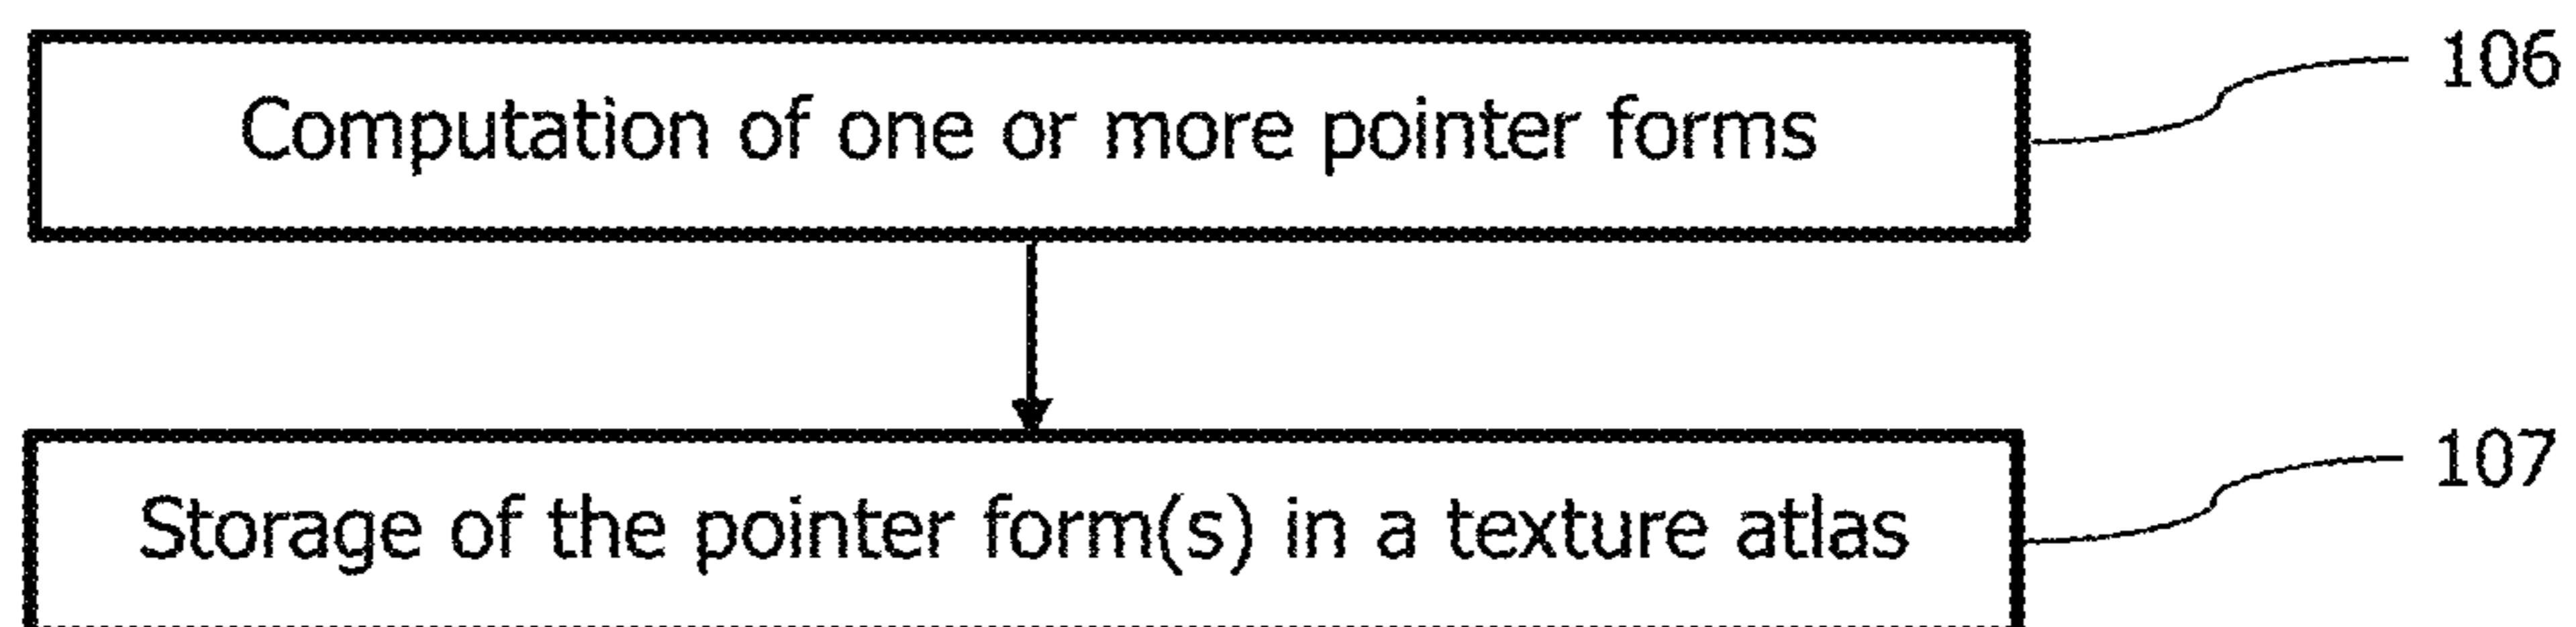 Computation of one or more pointer forms
106
Storage of the pointer form(s) in a texture atlas
107